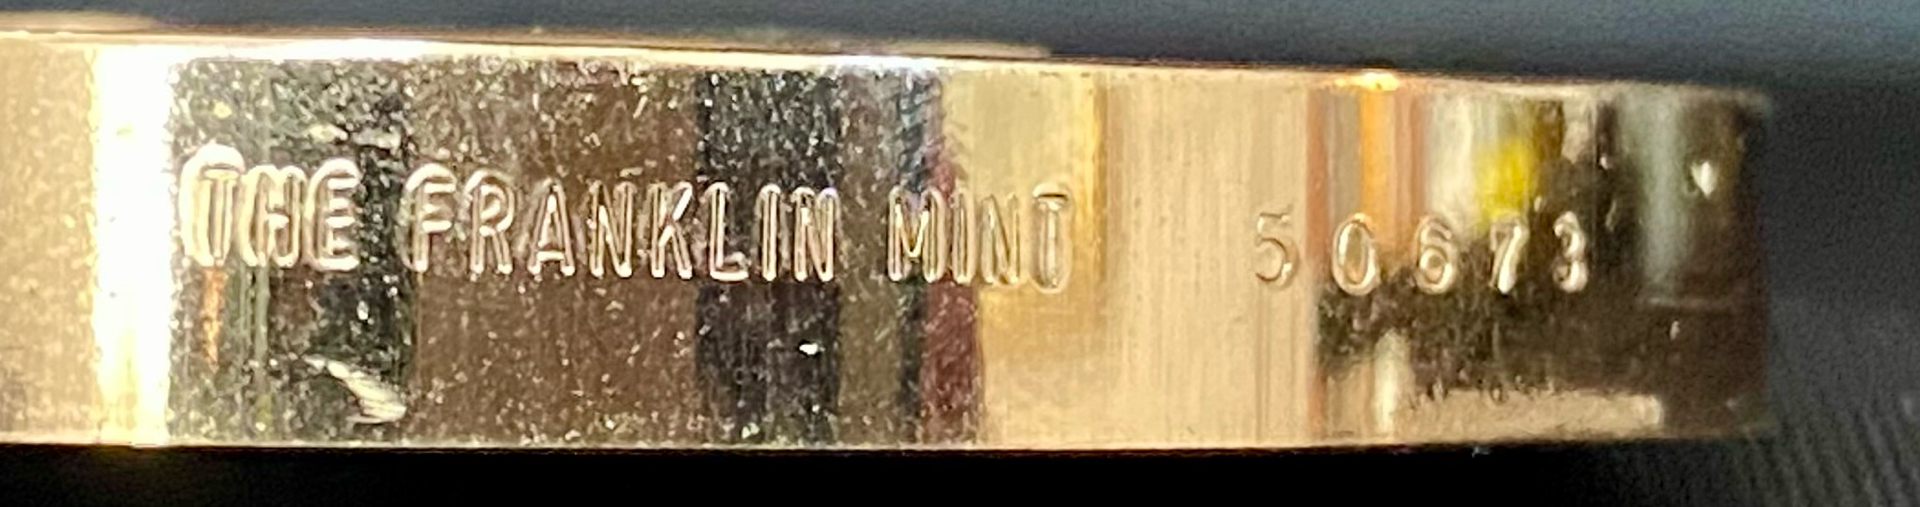 THE FRANKLIN MINT 50673